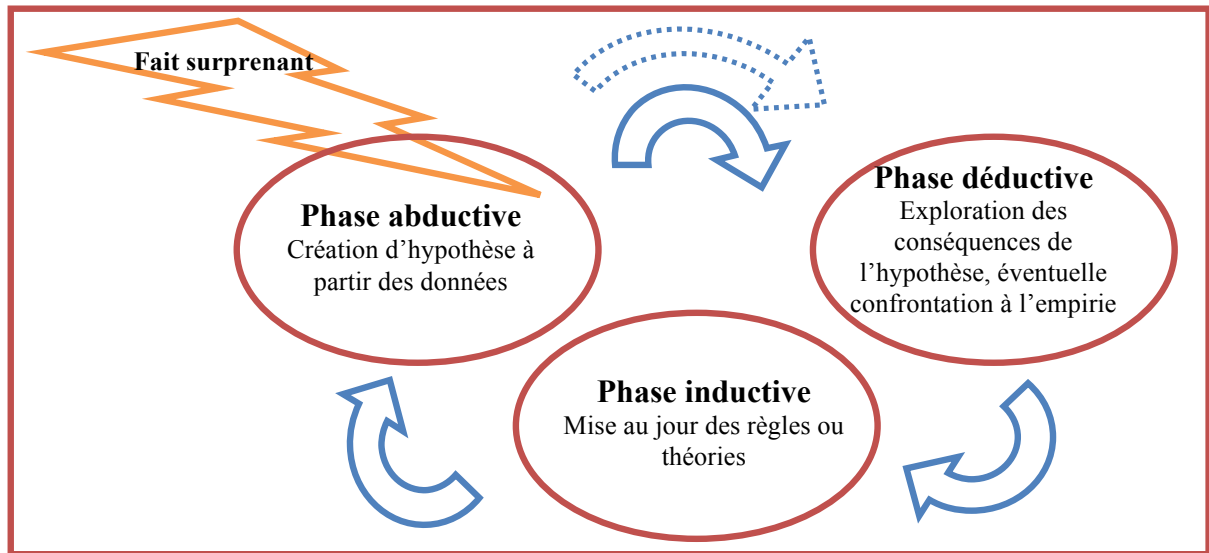 Fait surprenant
Phase abductive
Création d’hypothèse à
partir des données
Phase déductive
Exploration des
conséquences de
l’hypothèse, éventuelle
confrontation à l’empirie
Phase inductive
Mise au jour des règles ou
théories